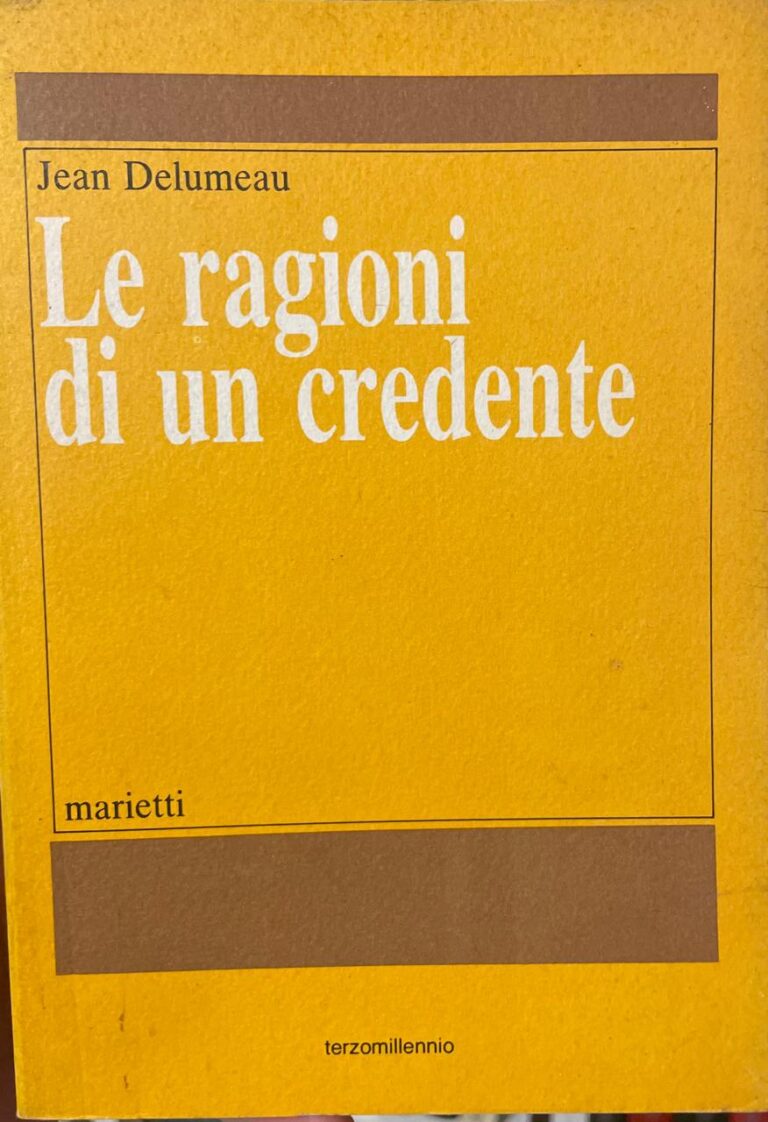 Jean Delumeau
Le ragioni
di un credente
marietti
terzomillennio